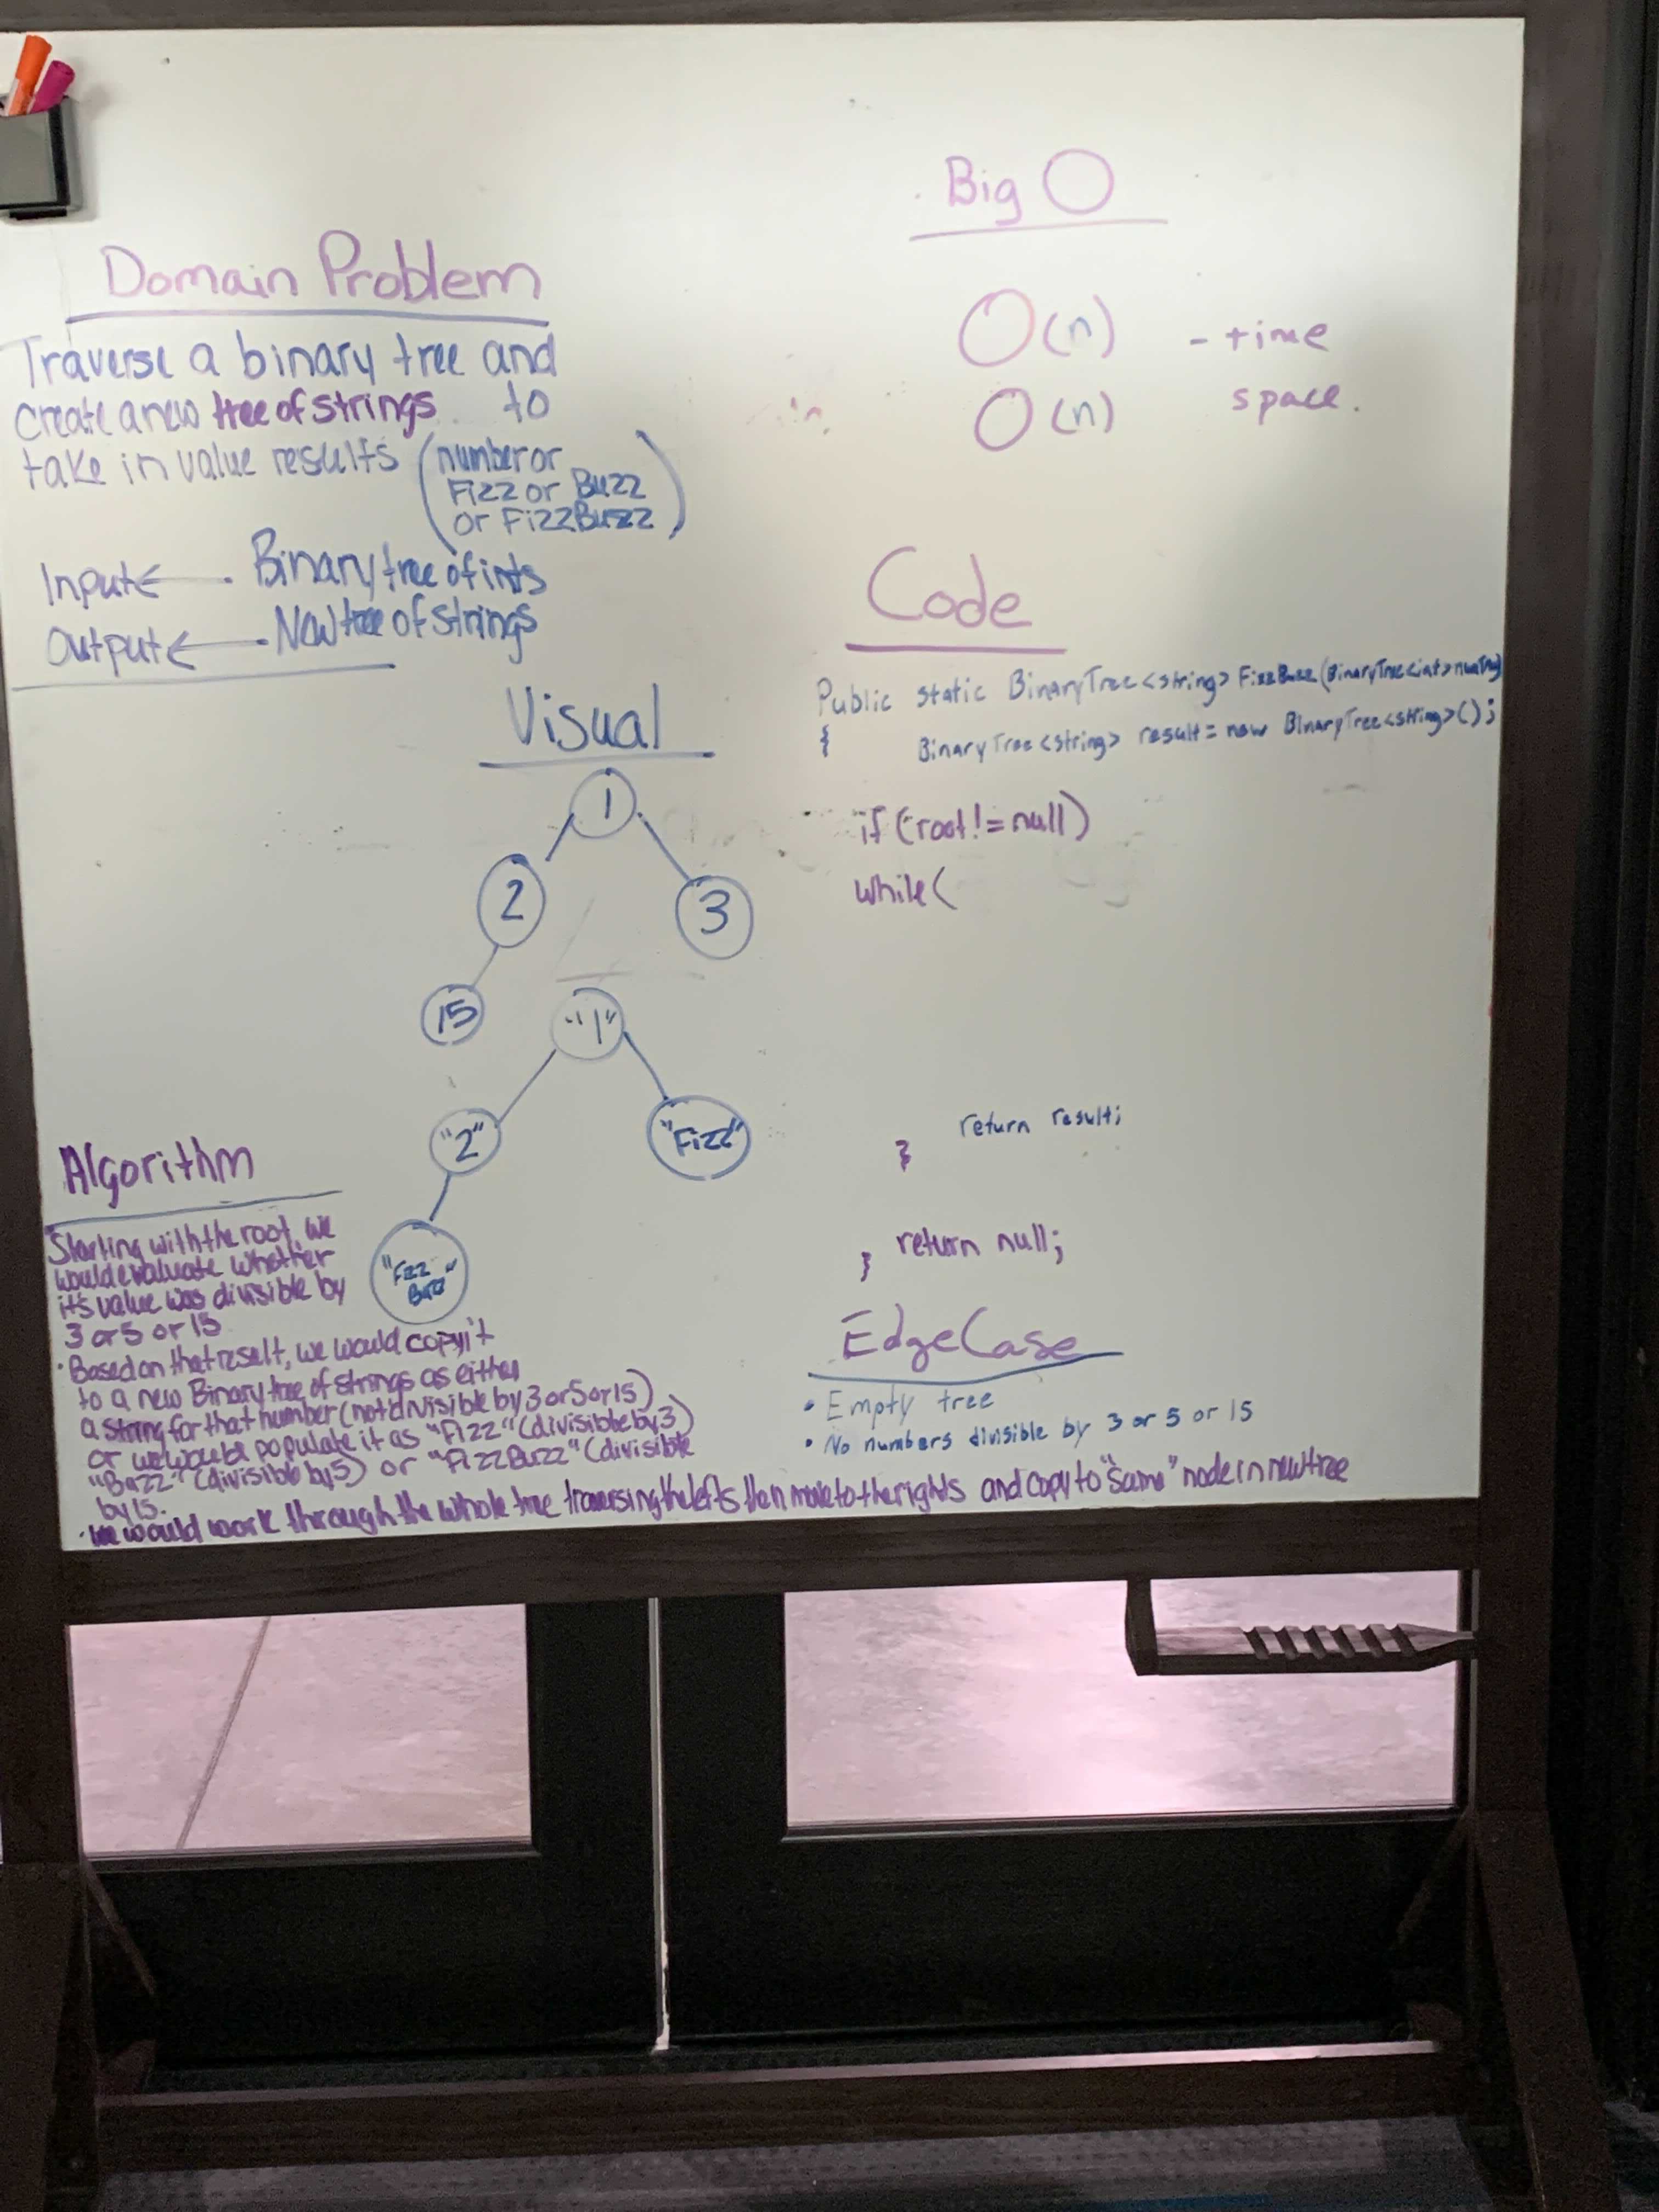 Domain Problem
Traverse a binary tree and
create a new tree of strings to
take in value results (number or
Fizz or Buzz
or FizzBuzz)
Input ← Binary tree of ints
Output ← New tree of strings
Visual
1
2 3
15
"1"
"2" "Fizz"
"Fizz
Buzz"
Algorithm
Starting with the root, we
would evaluate whether
it's value was divisible by
3 or 5 or 15
· Based on that result, we would copy it
to a new Binary tree of strings as either
a string for that number (not divisible by 3 or 5 or 15)
or we would populate it as "Fizz" (divisible by 3)
"Buzz" (divisible by 5) or "FizzBuzz" (divisible
by 15.
· we would work through the whole tree traversing the lefts then move to the rights and copy to "same" node in new tree
Big O
O(n) - time
O(n) space.
Code
Public static BinaryTree<string> FizzBuzz(BinaryTree<int>
{ BinaryTree<string> result = new BinaryTree<string>();
if (root != null)
while (
return result;
}
} return null;
EdgeCase
• Empty tree
• No numbers divisible by 3 or 5 or 15